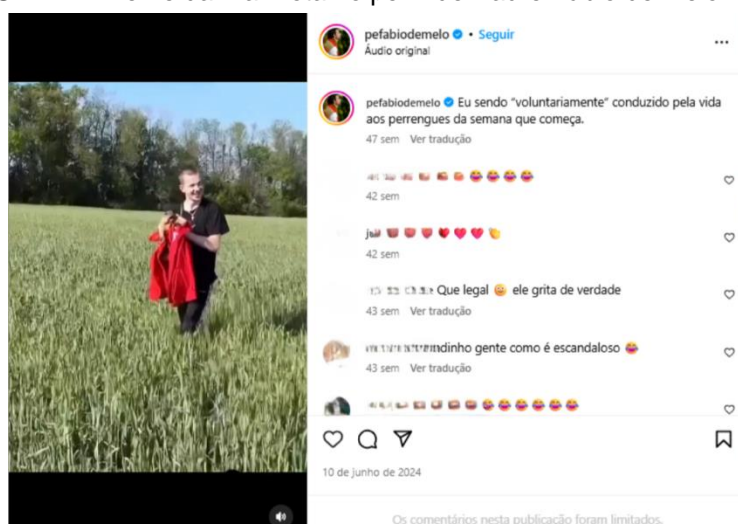 pefabiodemelo • Seguir
Áudio original
pefabiodemelo Eu sendo “voluntariamente” conduzido pela vida
aos perrengues da semana que começa.
47 sem Ver tradução
42 sem
42 sem
Que legal ele grita de verdade
43 sem Ver tradução
gente como é escandaloso
43 sem Ver tradução
10 de junho de 2024
Os comentários nesta publicação foram limitados.